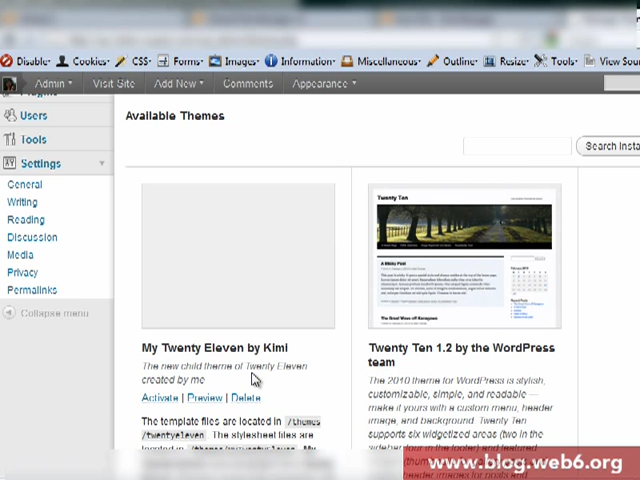 Disable▾ Cookies▾ CSS▾ Forms▾ Images▾ Information▾ Miscellaneous▾ Outline▾ Resize▾ Tools▾ View Sour
Admin ▾ Visit Site Add New ▾ Comments Appearance ▾
Users
Tools
Settings
General
Writing
Reading
Discussion
Media
Privacy
Permalinks
Collapse menu
Available Themes
Search Insta
My Twenty Eleven by Kimi
The new child theme of Twenty Eleven
created by me
Activate | Preview | Delete
The template files are located in /themes
/twentyeleven. The stylesheet files are
Twenty Ten
Twenty Ten 1.2 by the WordPress
team
The 2010 theme for WordPress is stylish,
customizable, simple, and readable —
make it yours with a custom menu, header
image, and background. Twenty Ten
supports six widgetized areas (two in the
www.blog.web6.org